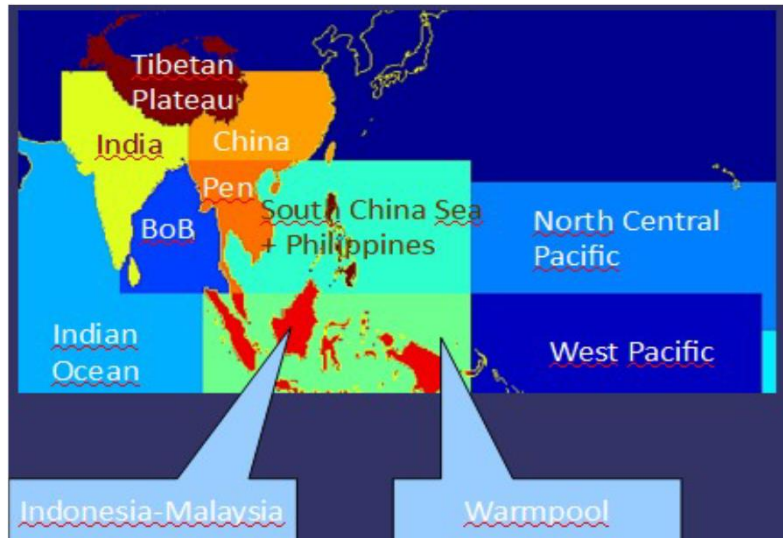 Tibetan
Plateau
India
China
Pen
BoB
South China Sea
+ Philippines
North Central
Pacific
Indian
Ocean
West Pacific
Indonesia-Malaysia
Warmpool